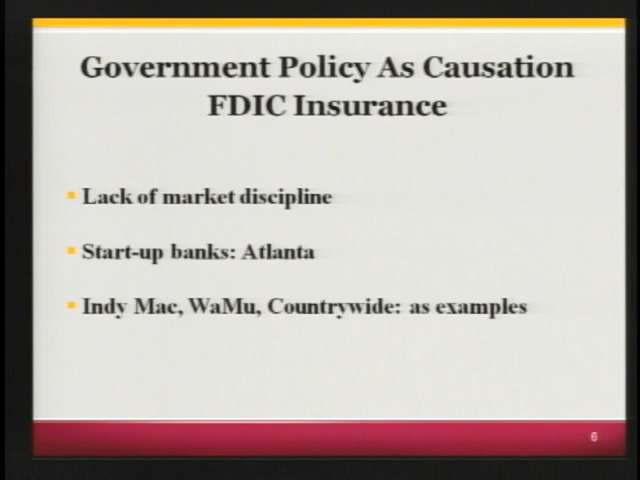 Government Policy As Causation
FDIC Insurance
Lack of market discipline
Start-up banks: Atlanta
Indy Mac, WaMu, Countrywide: as examples
6